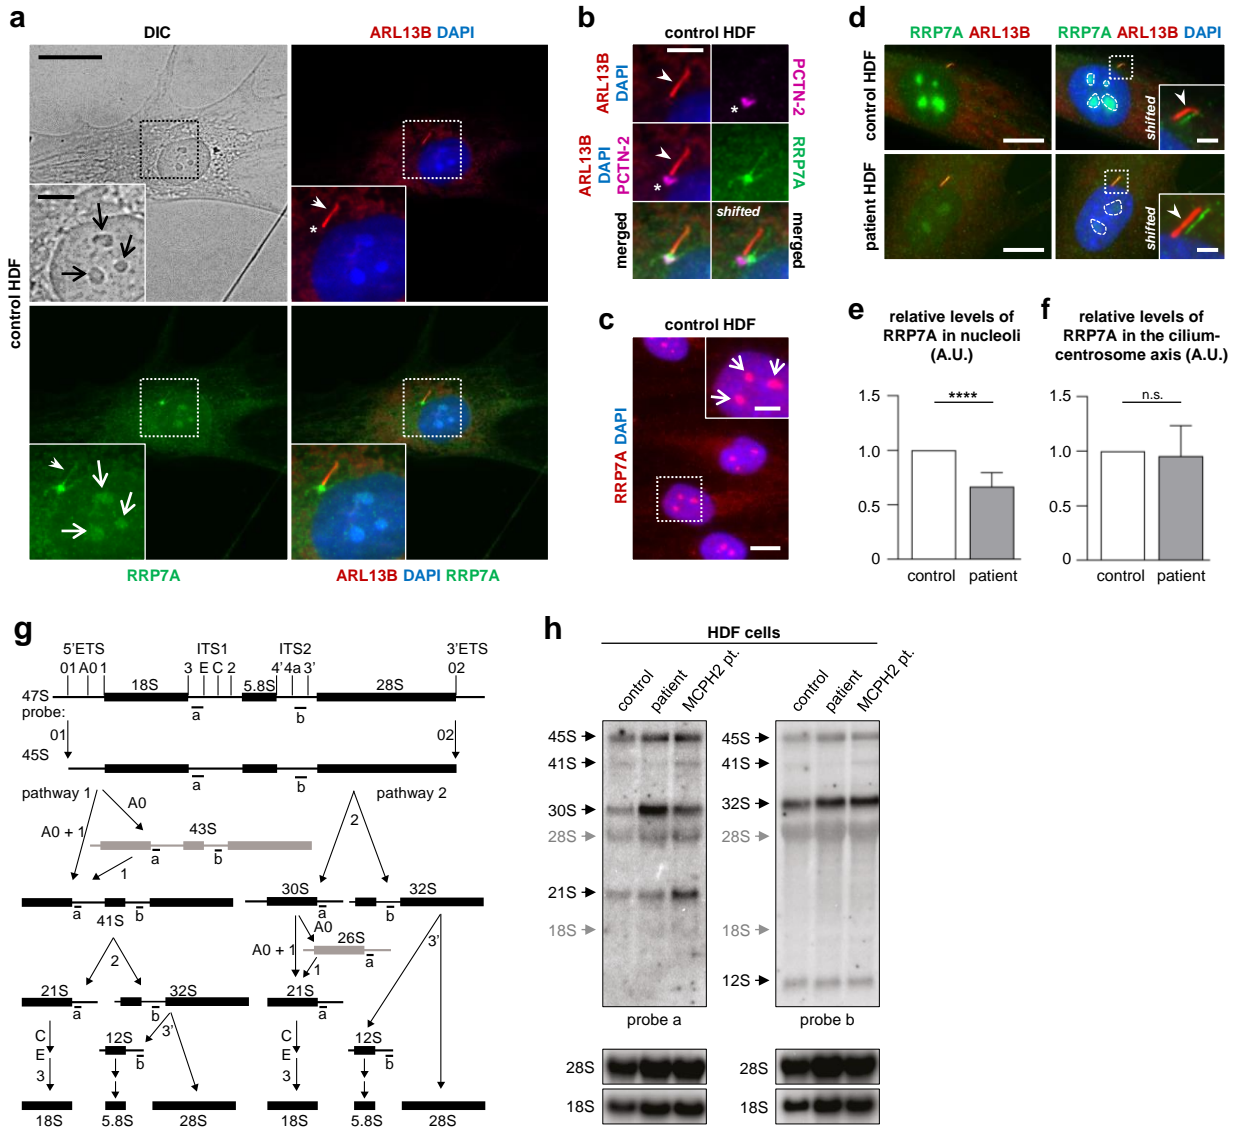 a
DIC
ARL13B DAPI
control HDF
*
RRP7A
ARL13B DAPI RRP7A
b
control HDF
ARL13B
DAPI
PCTN-2
*
ARL13B
DAPI
PCTN-2
RRP7A
*
merged
shifted
merged
c
control HDF
RRP7A DAPI
d
RRP7A ARL13B
RRP7A ARL13B DAPI
control HDF
shifted
patient HDF
shifted
e
relative levels of
RRP7A in nucleoli
(A.U.)
1.5
1.0
0.5
0
****
control patient
f
relative levels of
RRP7A in the cilium-
centrosome axis (A.U.)
1.5
1.0
0.5
0
n.s.
control patient
g
5'ETS ITS1 ITS2 3'ETS
01 A0 1 3 E C 2 4' 4a 3' 02
18S 5.8S 28S
47S
probe: a b
01 02
45S
a b
pathway 1 pathway 2
A0
A0 + 1
43S
2
a b
1
30S 32S
a b a b
41S
A0
26S
A0 + 1
a
3'
2
1
21S 32S 21S
a b a
3'
C 12S C 12S
b b
E E
3 3
18S 5.8S 28S 18S 5.8S 28S
h
HDF cells
control patient MCPH2 pt.
control patient MCPH2 pt.
45S
41S
30S
28S
21S
18S
probe a
45S
41S
32S
28S
18S
12S
probe b
28S 28S
18S 18S